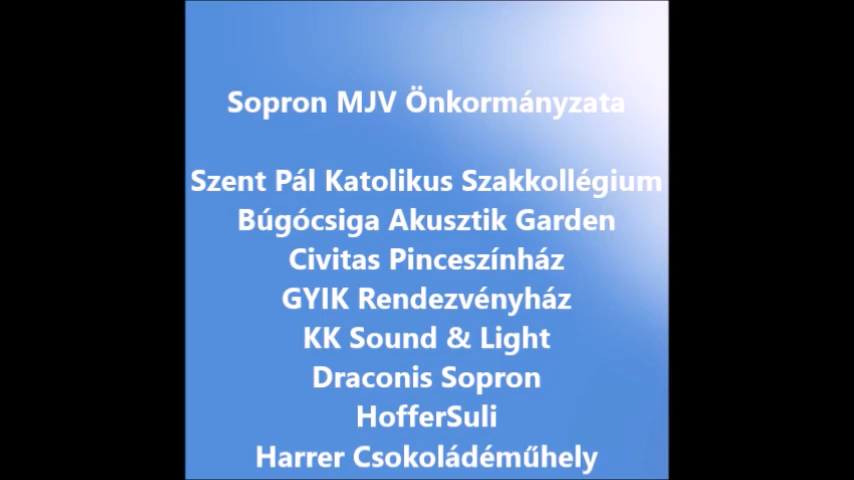 Sopron MJV Önkormányzata
Szent Pál Katolikus Szakkollégium
Búgócsiga Akusztik Garden
Civitas Pinceszínház
GYIK Rendezvényház
KK Sound & Light
Draconis Sopron
HofferSuli
Harrer Csokoládéműhely